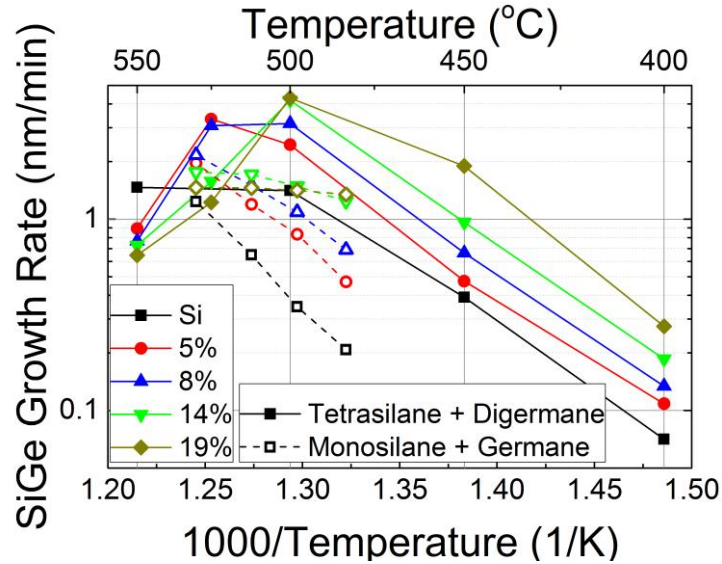 Temperature (°C)
550 500 450 400
SiGe Growth Rate (nm/min)
1
0.1
Si
5%
8%
14%
19%
Tetrasilane + Digermane
Monosilane + Germane
1.20 1.25 1.30 1.35 1.40 1.45 1.50
1000/Temperature (1/K)